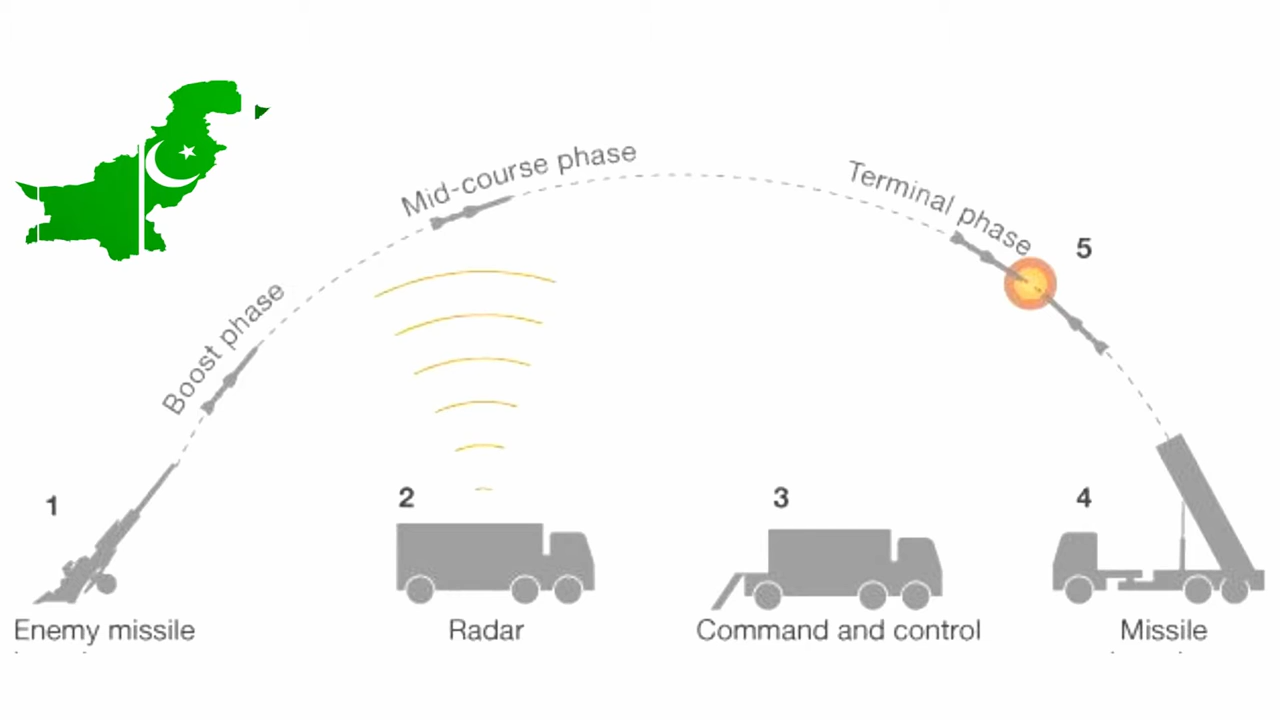 Mid-course phase
Terminal phase
5
Boost phase
1
2
3
4
Enemy missile
Radar
Command and control
Missile